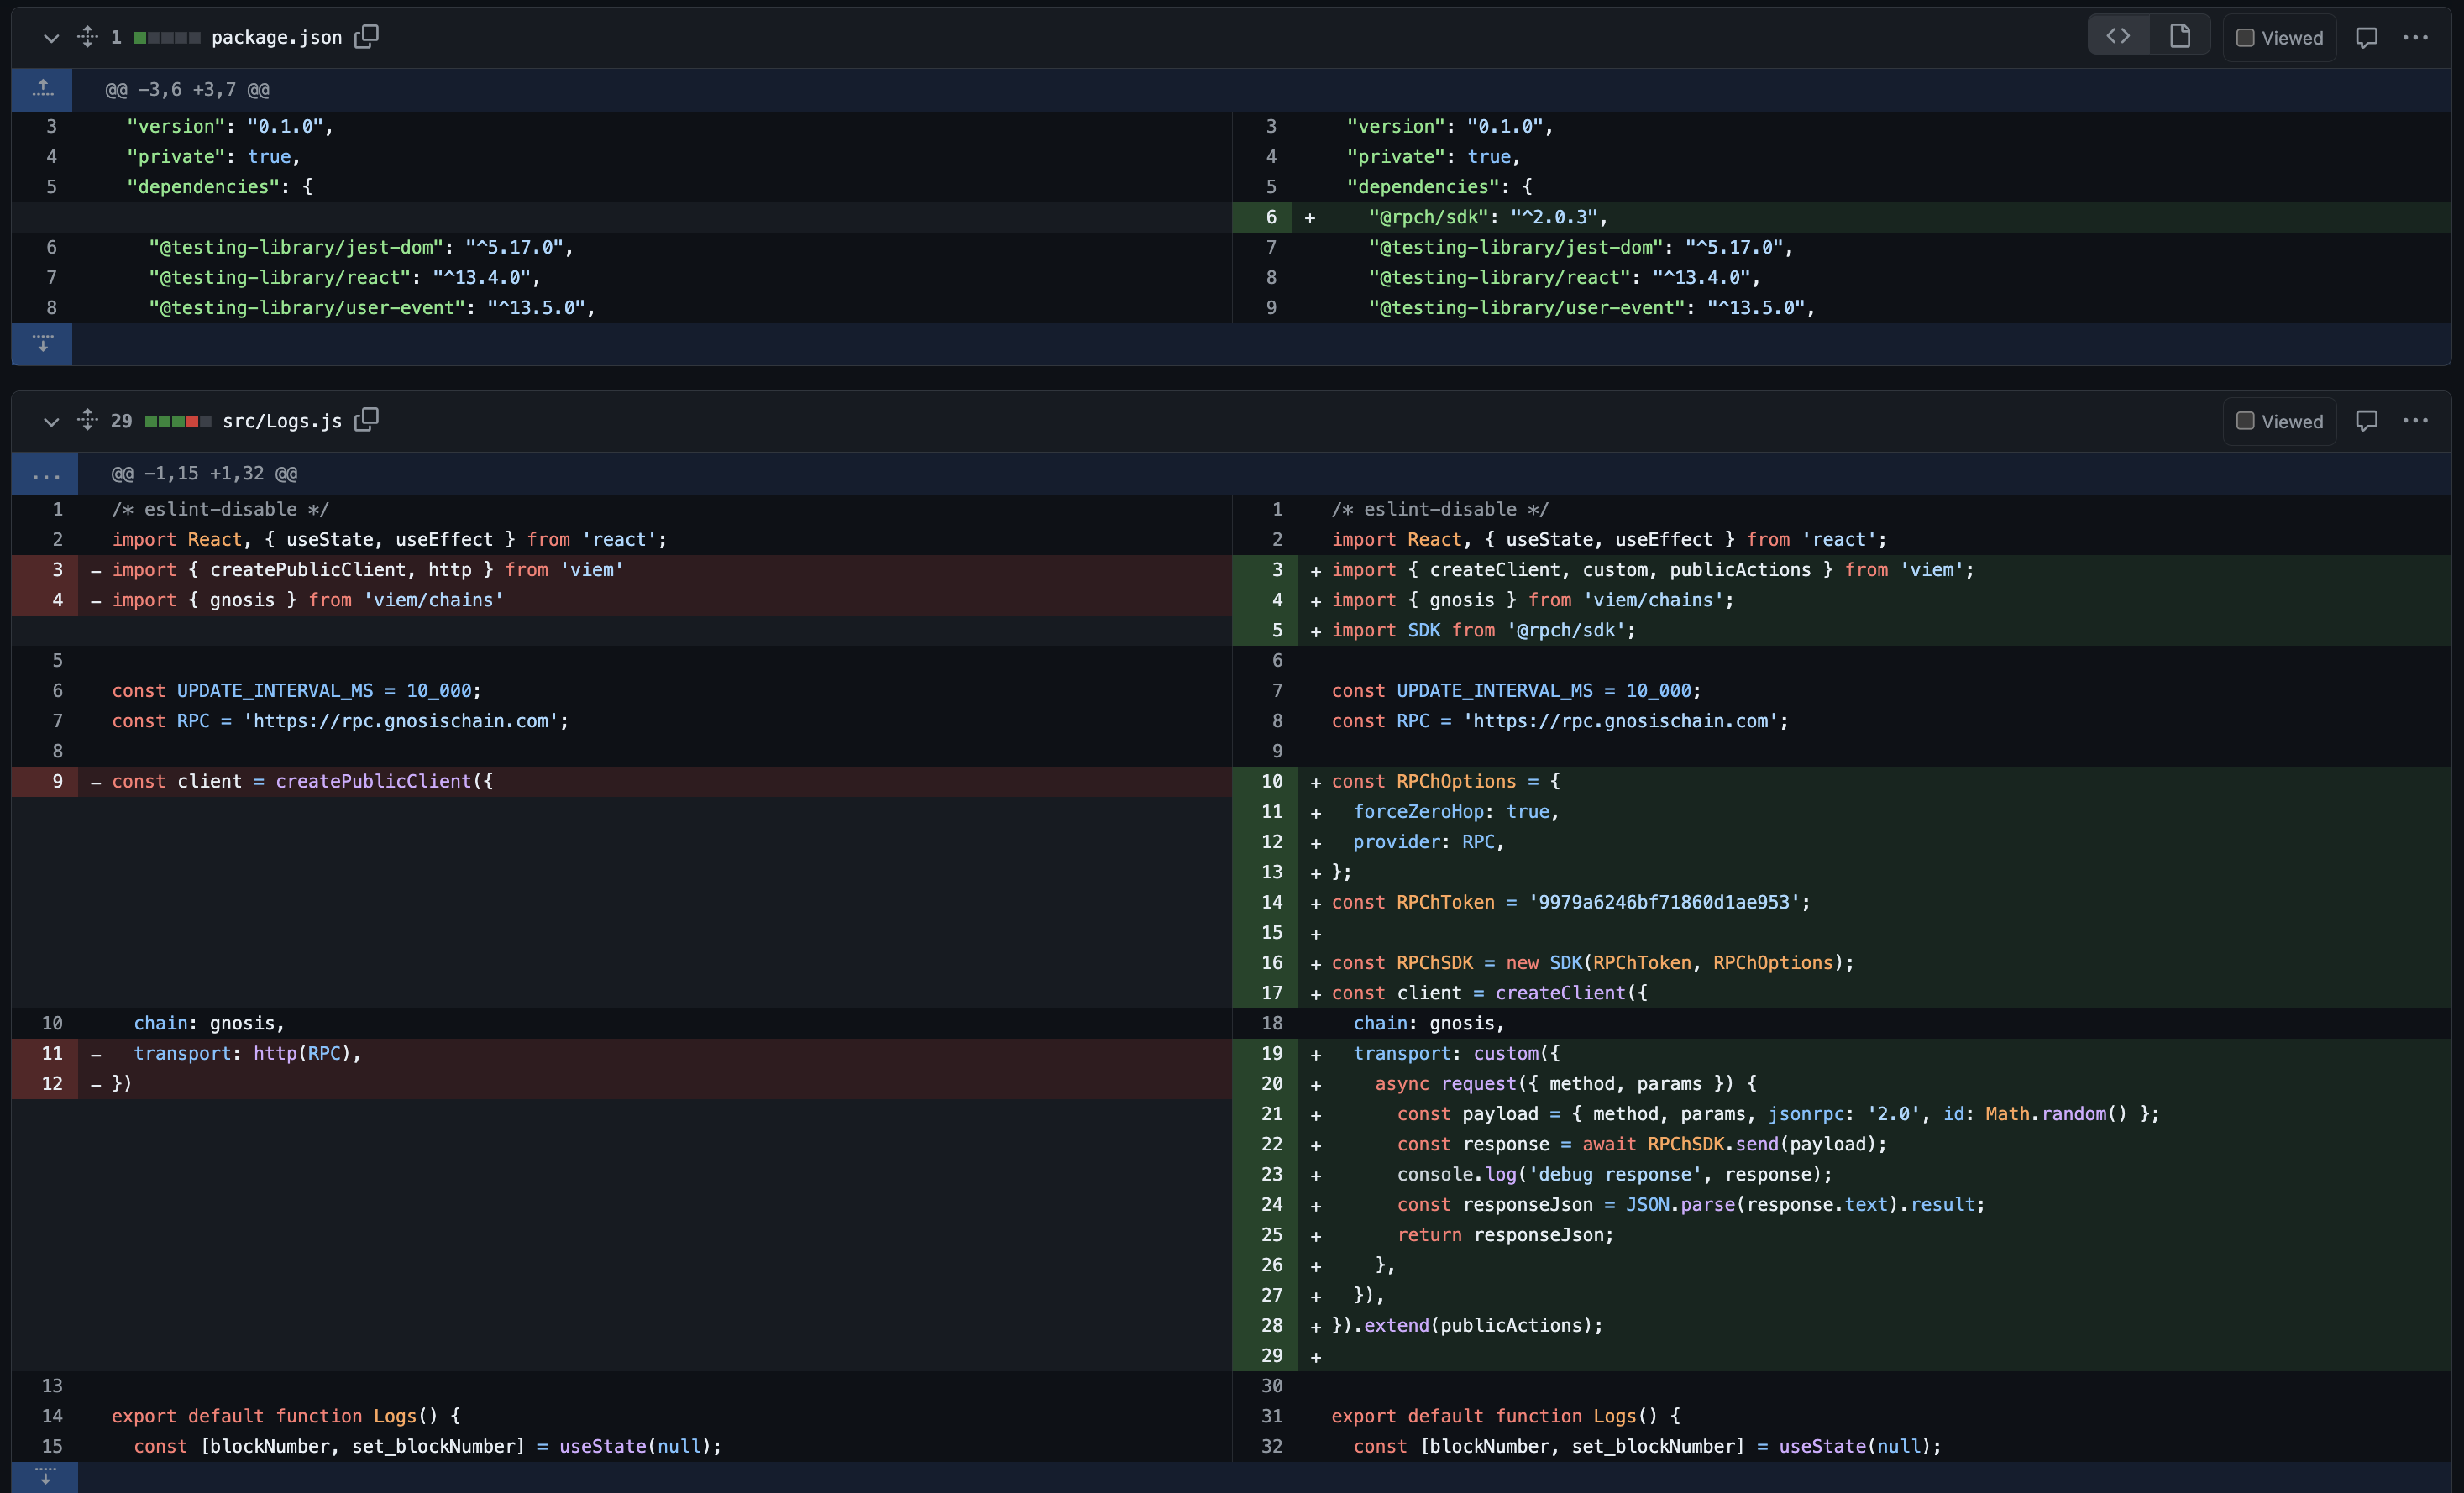 1 package.json Viewed
@@ -3,6 +3,7 @@
3 "version": "0.1.0", 3 "version": "0.1.0",
4 "private": true, 4 "private": true,
5 "dependencies": { 5 "dependencies": {
6 + "@rpch/sdk": "^2.0.3",
6 "@testing-library/jest-dom": "^5.17.0", 7 "@testing-library/jest-dom": "^5.17.0",
7 "@testing-library/react": "^13.4.0", 8 "@testing-library/react": "^13.4.0",
8 "@testing-library/user-event": "^13.5.0", 9 "@testing-library/user-event": "^13.5.0",
29 src/Logs.js Viewed
... @@ -1,15 +1,32 @@
1 /* eslint-disable */ 1 /* eslint-disable */
2 import React, { useState, useEffect } from 'react'; 2 import React, { useState, useEffect } from 'react';
3 - import { createPublicClient, http } from 'viem' 3 + import { createClient, custom, publicActions } from 'viem';
4 - import { gnosis } from 'viem/chains' 4 + import { gnosis } from 'viem/chains';
5 + import SDK from '@rpch/sdk';
5 6
6 const UPDATE_INTERVAL_MS = 10_000; 7 const UPDATE_INTERVAL_MS = 10_000;
7 const RPC = 'https://rpc.gnosischain.com'; 8 const RPC = 'https://rpc.gnosischain.com';
8 9
9 - const client = createPublicClient({ 10 + const RPChOptions = {
11 + forceZeroHop: true,
12 + provider: RPC,
13 + };
14 + const RPChToken = '9979a6246bf71860d1ae953';
15 +
16 + const RPChSDK = new SDK(RPChToken, RPChOptions);
17 + const client = createClient({
10 chain: gnosis, 18 chain: gnosis,
11 - transport: http(RPC), 19 + transport: custom({
12 - }) 20 + async request({ method, params }) {
21 + const payload = { method, params, jsonrpc: '2.0', id: Math.random() };
22 + const response = await RPChSDK.send(payload);
23 + console.log('debug response', response);
24 + const responseJson = JSON.parse(response.text).result;
25 + return responseJson;
26 + },
27 + }),
28 + }).extend(publicActions);
29 +
13 30
14 export default function Logs() { 31 export default function Logs() {
15 const [blockNumber, set_blockNumber] = useState(null); 32 const [blockNumber, set_blockNumber] = useState(null);